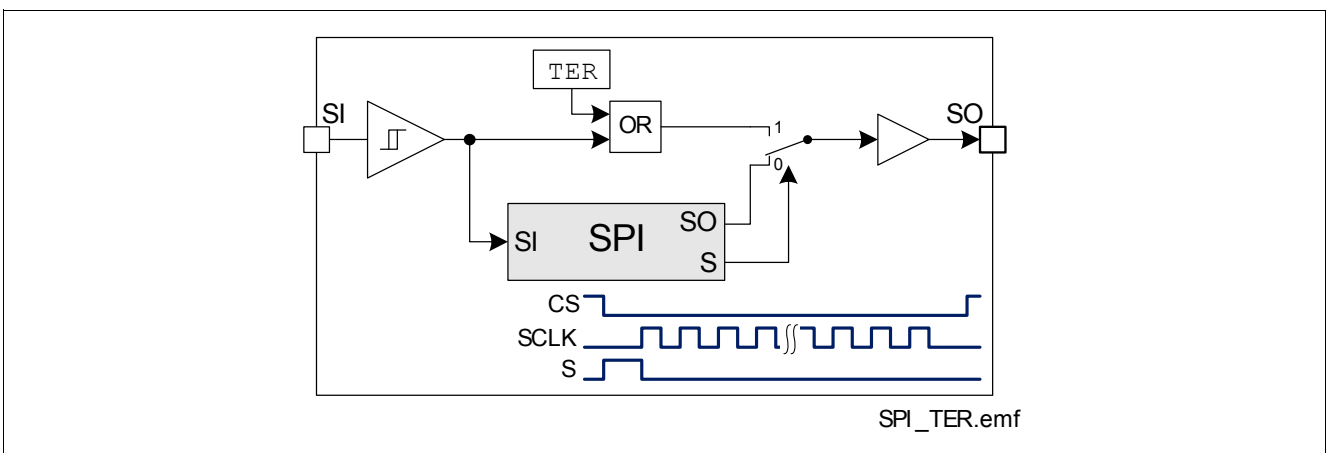 TER
SI
OR
1
SO
0
SI SPI SO
S
CS
SCLK
S
SPI_TER.emf